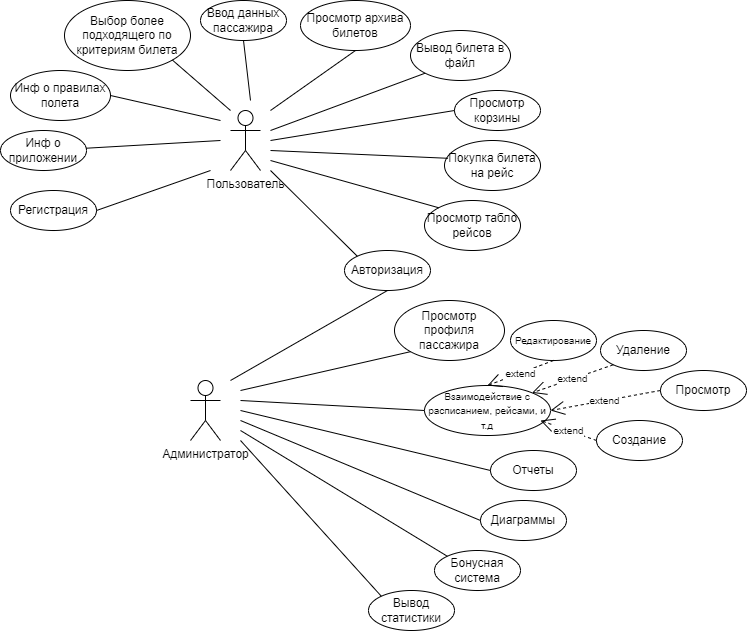 Выбор более
подходящего по
критериям билета
Ввод данных
пассажира
Просмотр архива
билетов
Вывод билета в
файл
Инф о правилах
полета
Просмотр
корзины
Инф о
приложении
Покупка билета
на рейс
Пользователь
Регистрация
Просмотр табло
рейсов
Авторизация
Просмотр
профиля
пассажира
Редактирование
Удаление
extend
extend
Просмотр
Взаимодействие с
расписанием, рейсами, и
т.д
extend
extend
Создание
Администратор
Отчеты
Диаграммы
Бонусная
система
Вывод
статистики